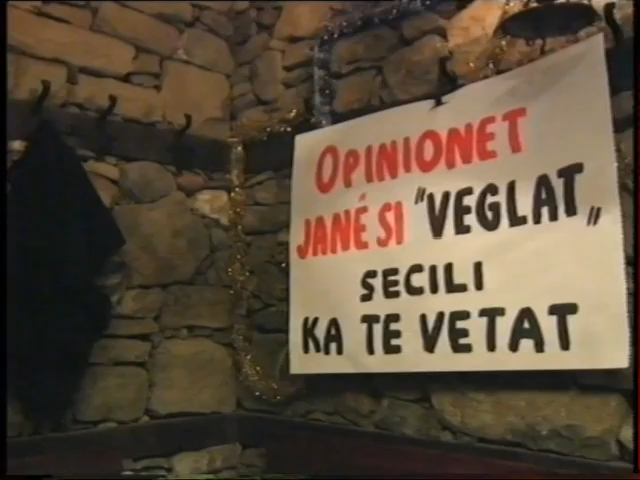 OPINIONET
JANÉ SI "VEGLAT„
SECILI
KA TE VETAT